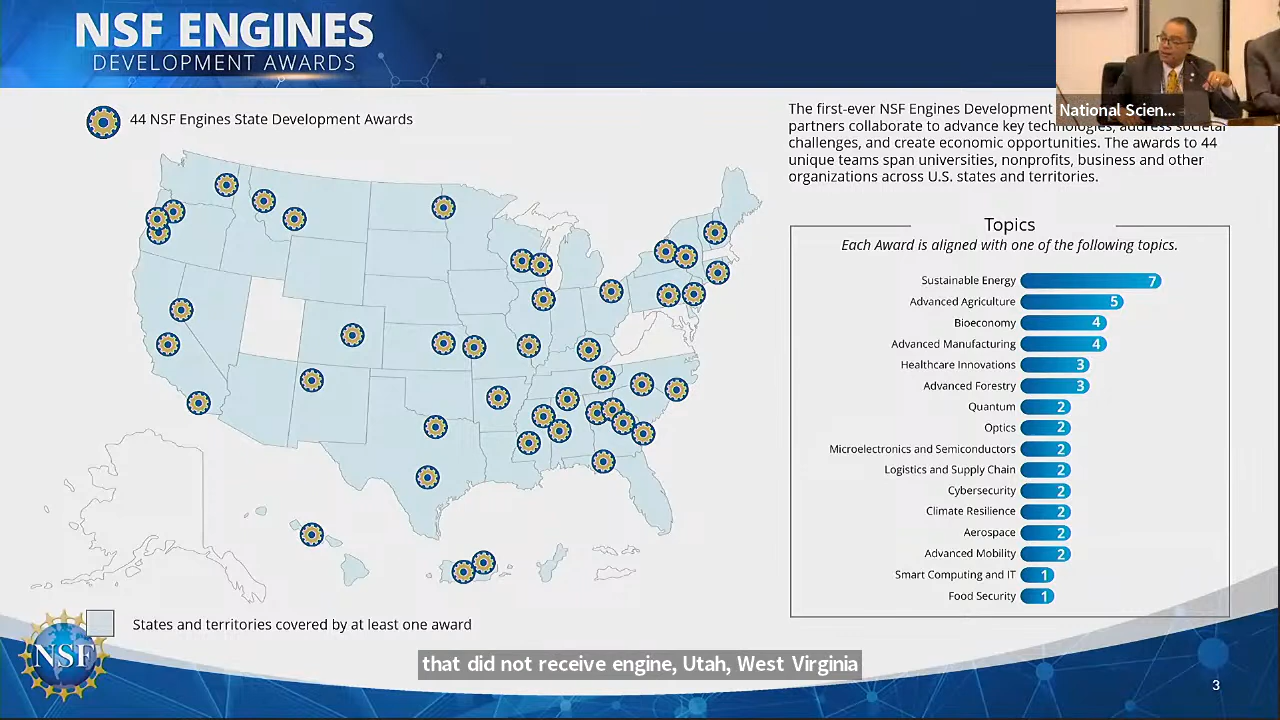 NSF ENGINES
DEVELOPMENT AWARDS
National Scien...
44 NSF Engines State Development Awards
The first-ever NSF Engines Development
partners collaborate to advance key technologies, address societal
challenges, and create economic opportunities. The awards to 44
unique teams span universities, nonprofits, business and other
organizations across U.S. states and territories.
Topics
Each Award is aligned with one of the following topics.
Sustainable Energy 7
Advanced Agriculture 5
Bioeconomy 4
Advanced Manufacturing 4
Healthcare Innovations 3
Advanced Forestry 3
Quantum 2
Optics 2
Microelectronics and Semiconductors 2
Logistics and Supply Chain 2
Cybersecurity 2
Climate Resilience 2
Aerospace 2
Advanced Mobility 2
Smart Computing and IT 1
Food Security 1
States and territories covered by at least one award
NSF
that did not receive engine, Utah, West Virginia
3